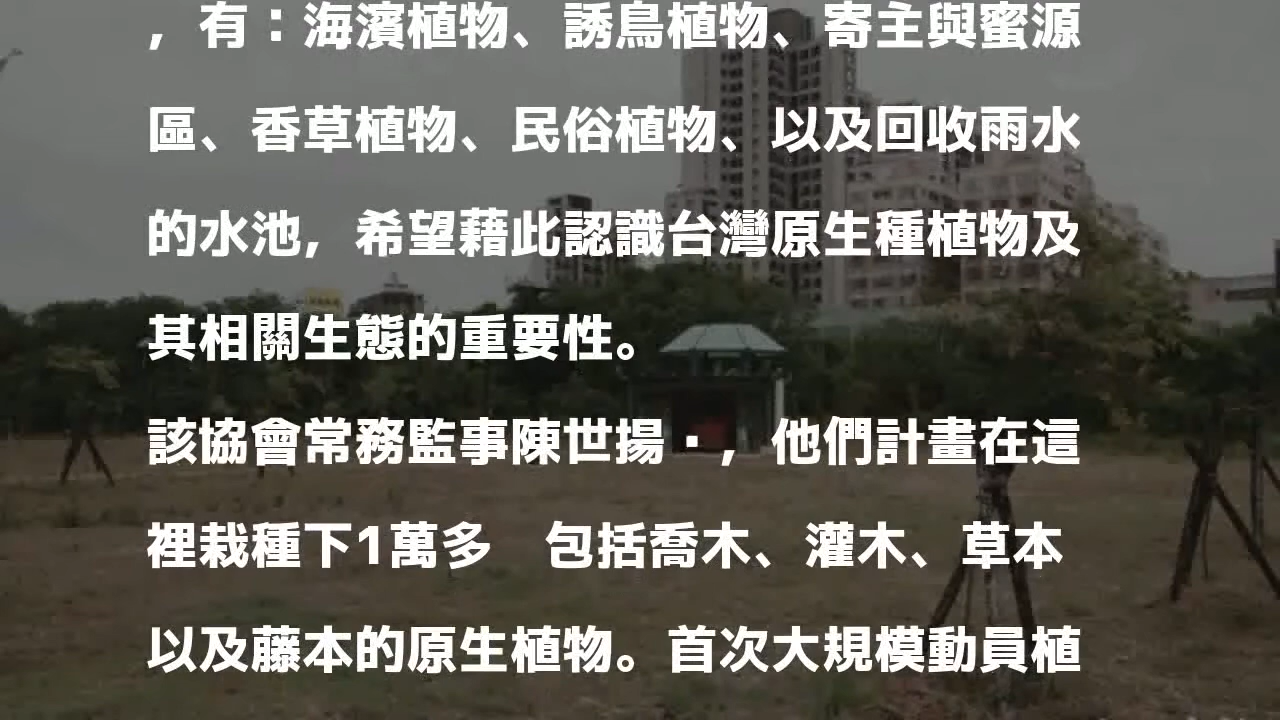 ，有：海濱植物、誘鳥植物、寄主與蜜源
區、香草植物、民俗植物、以及回收雨水
的水池，希望藉此認識台灣原生種植物及
其相關生態的重要性。
該協會常務監事陳世揚·，他們計畫在這
裡栽種下1萬多　包括喬木、灌木、草本
以及藤本的原生植物。首次大規模動員植